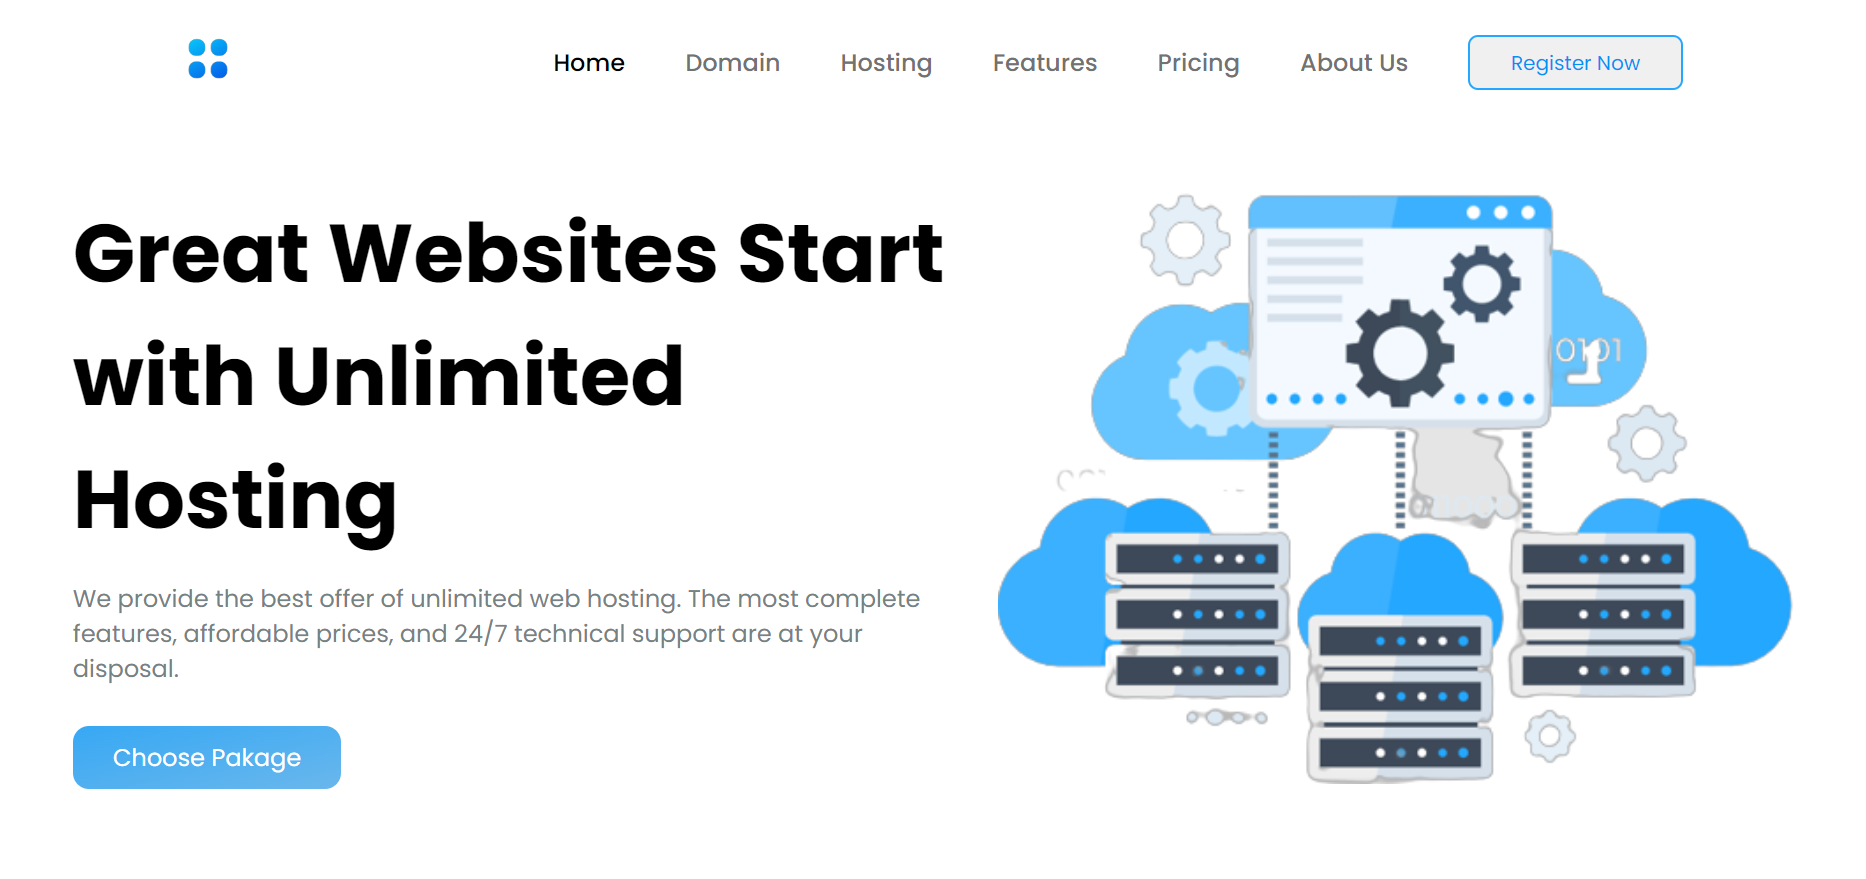 Home Domain Hosting Features Pricing About Us Register Now
Great Websites Start
with Unlimited
Hosting
We provide the best offer of unlimited web hosting. The most complete
features, affordable prices, and 24/7 technical support are at your
disposal.
Choose Pakage
0101